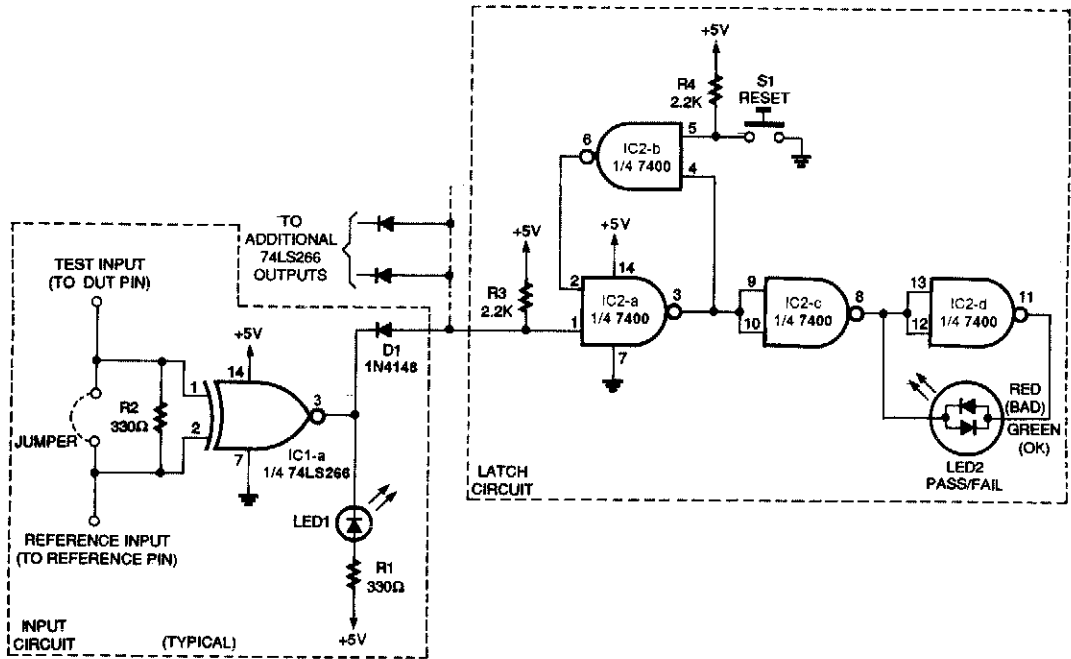 +5V
R4
2.2K
S1
RESET
6
IC2-b
1/4 7400
5
4
TO
ADDITIONAL
74LS266
OUTPUTS
+5V
+5V
R3
2.2K
2
14
IC2-a
1/4 7400
3
1
7
9
10
IC2-c
1/4 7400
8
13
12
IC2-d
1/4 7400
11
TEST INPUT
(TO DUT PIN)
+5V
D1
1N4148
1
14
R2
330Ω
2
3
7
JUMPER
IC1-a
1/4 74LS266
RED
(BAD)
GREEN
(OK)
LED2
PASS/FAIL
LATCH
CIRCUIT
LED1
REFERENCE INPUT
(TO REFERENCE PIN)
R1
330Ω
+5V
INPUT
CIRCUIT
(TYPICAL)